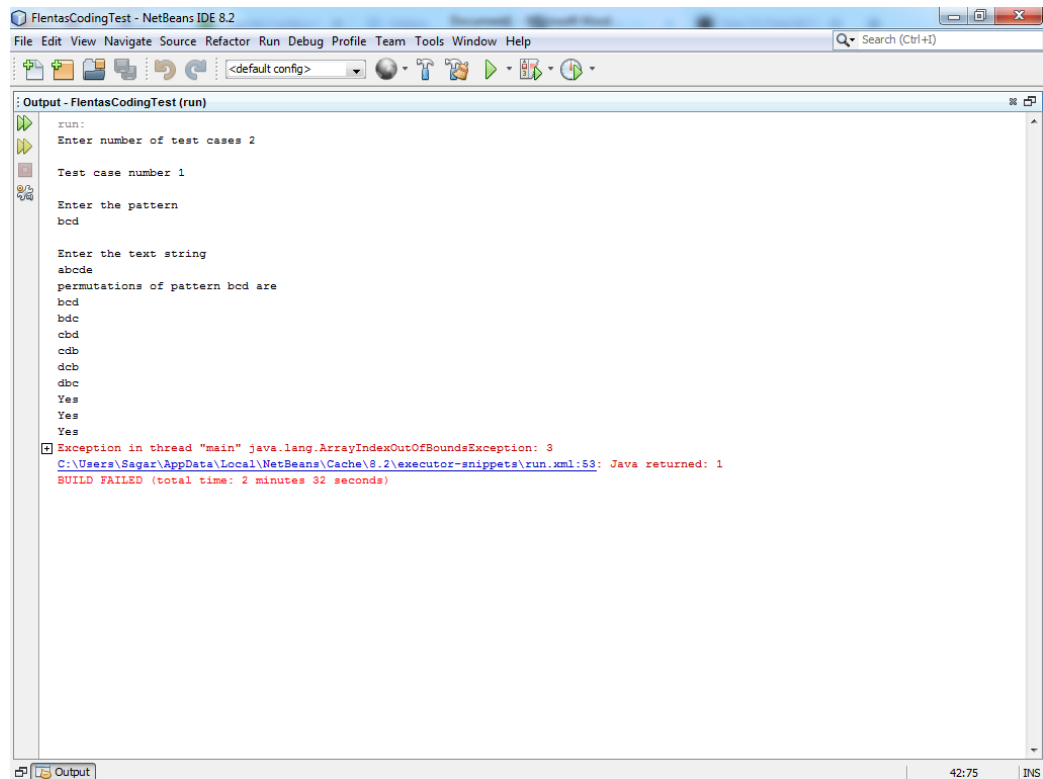 FlentasCodingTest - NetBeans IDE 8.2
File Edit View Navigate Source Refactor Run Debug Profile Team Tools Window Help
Search (Ctrl+I)
<default config>
Output - FlentasCodingTest (run)
run:
Enter number of test cases 2
Test case number 1
Enter the pattern
bcd
Enter the text string
abcde
permutations of pattern bcd are
bcd
bdc
cbd
cdb
dcb
dbc
Yes
Yes
Yes
Exception in thread "main" java.lang.ArrayIndexOutOfBoundsException: 3
C:\Users\Sagar\AppData\Local\NetBeans\Cache\8.2\executor-snippets\run.xml:53: Java returned: 1
BUILD FAILED (total time: 2 minutes 32 seconds)
Output
42:75
INS